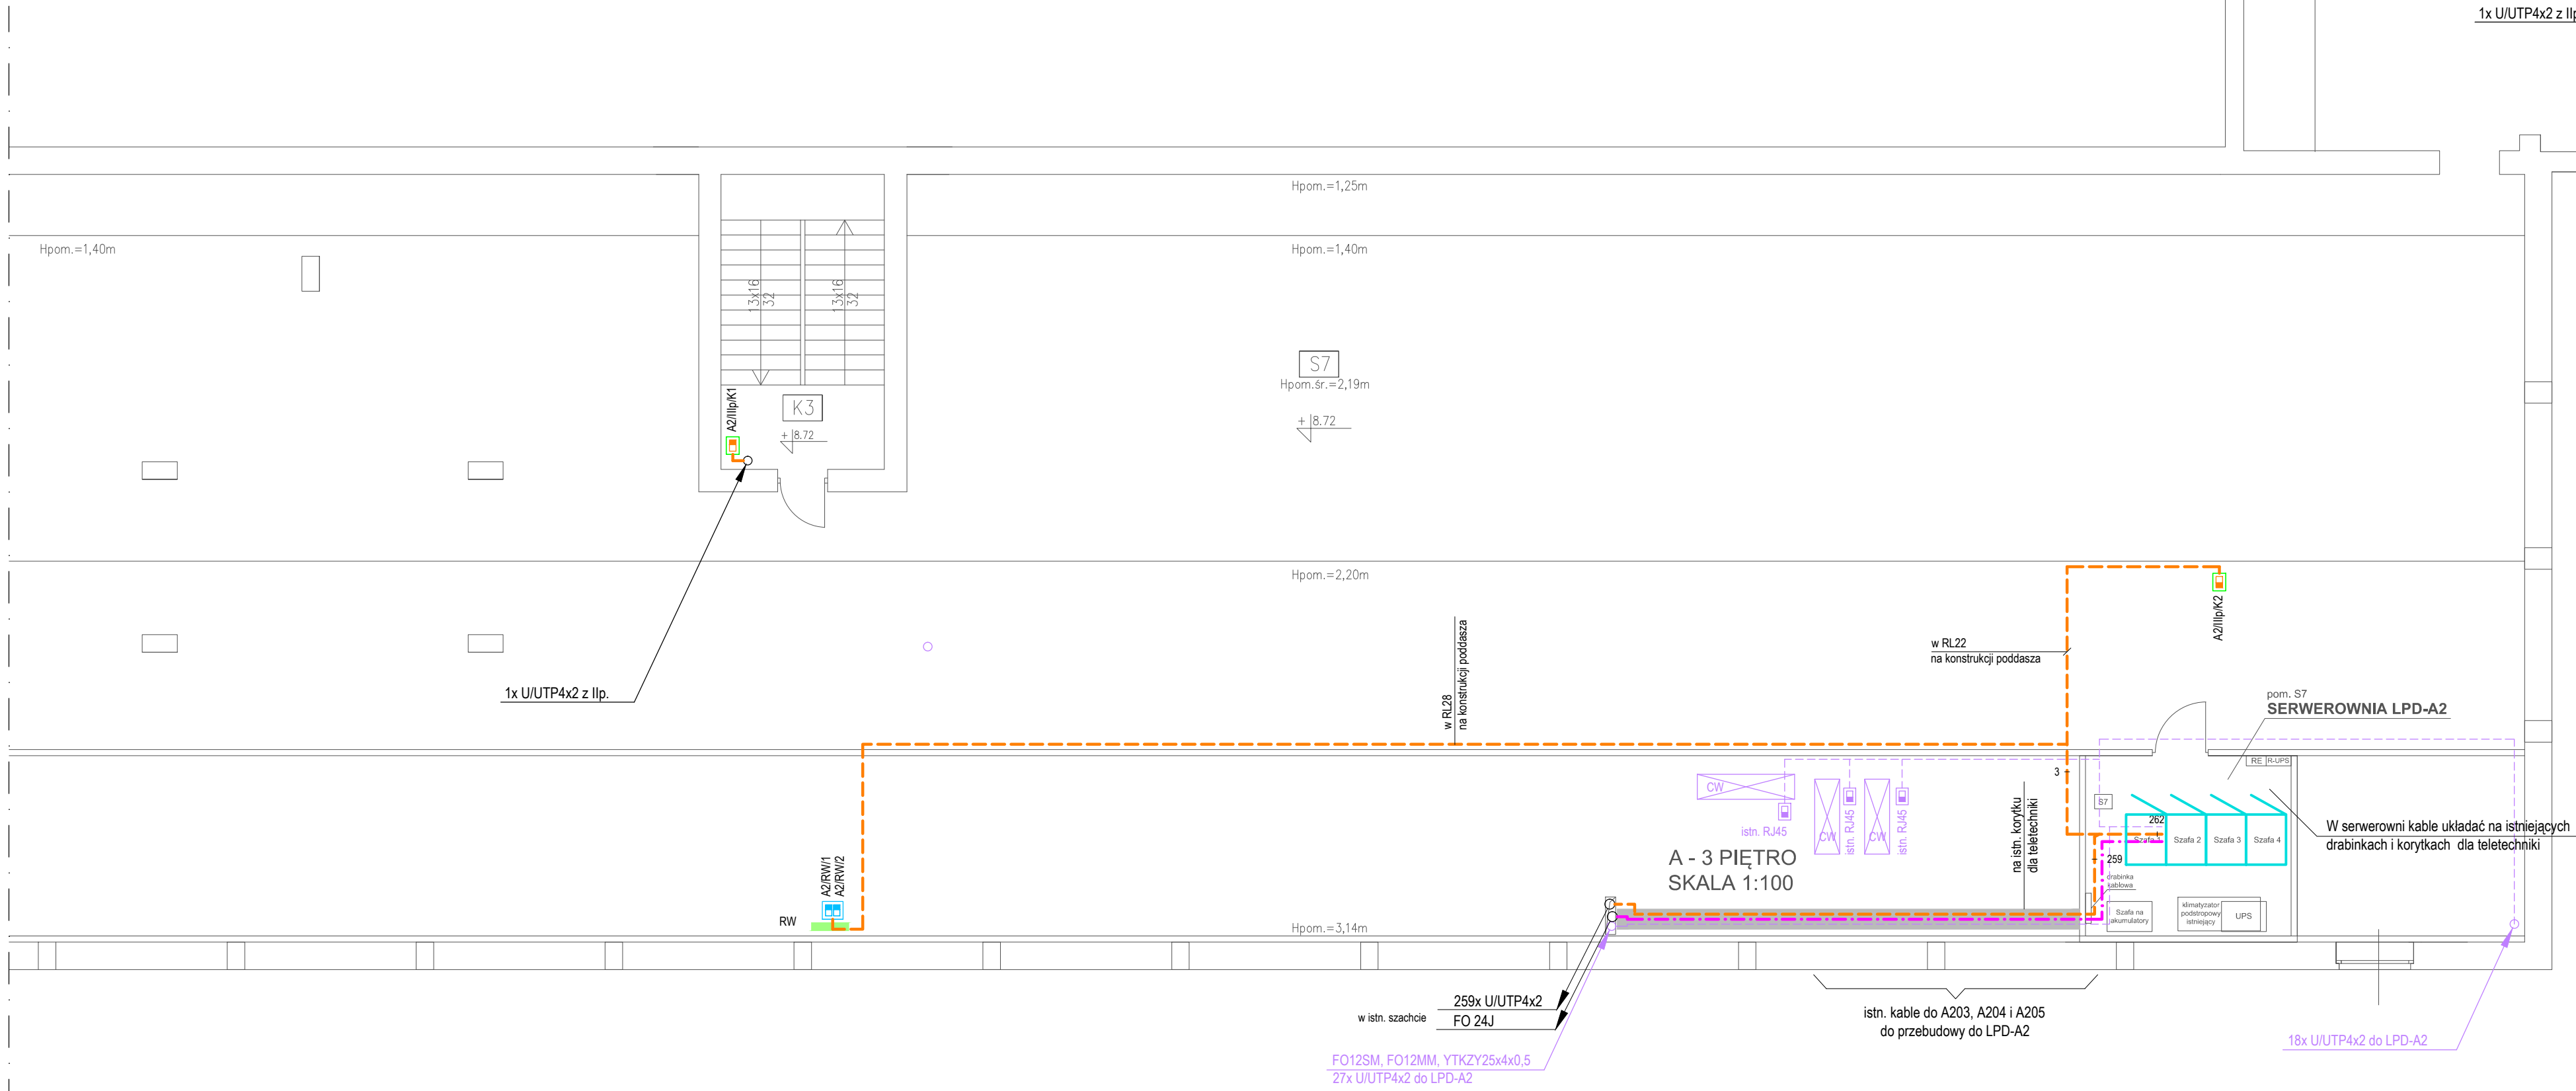 1x U/UTP4x2 z IIp
Hpom.=1,25m
Hpom.=1,40m
Hpom.=1,40m
13x16
32
13x16
32
S7
Hpom.śr.=2,19m
+ 8.72
K3
+ 8.72
A2/IIIp/K1
Hpom.=2,20m
A2/IIIp/K2
w RL28
na konstrukcji poddasza
w RL22
na konstrukcji poddasza
1x U/UTP4x2 z IIp.
pom. S7
SERWEROWNIA LPD-A2
RE
R-UPS
3
CW
CW
CW
istn. RJ45
istn. RJ45
istn. RJ45
S7
262
Szafa 1
Szafa 2
Szafa 3
Szafa 4
W serwerowni kable układać na istniejących
drabinkach i korytkach dla teletechniki
na istn. korytku
dla teletechniki
A - 3 PIĘTRO
SKALA 1:100
259
drabinka
kablowa
A2/RW/1
A2/RW/2
RW
Szafa na
akumulatory
klimatyzator
podstropowy
istniejący
UPS
Hpom.=3,14m
w istn. szachcie
259x U/UTP4x2
FO 24J
istn. kable do A203, A204 i A205
do przebudowy do LPD-A2
18x U/UTP4x2 do LPD-A2
FO12SM, FO12MM, YTKZY25x4x0,5
27x U/UTP4x2 do LPD-A2